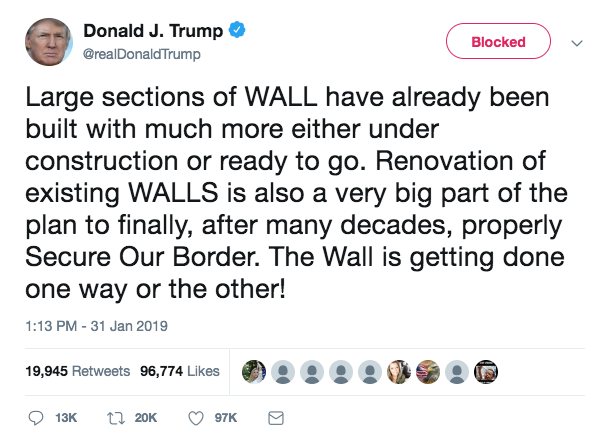 Donald J. Trump
@realDonaldTrump
Blocked
Large sections of WALL have already been
built with much more either under
construction or ready to go. Renovation of
existing WALLS is also a very big part of the
plan to finally, after many decades, properly
Secure Our Border. The Wall is getting done
one way or the other!
1:13 PM - 31 Jan 2019
19,945 Retweets 96,774 Likes
13K 20K 97K